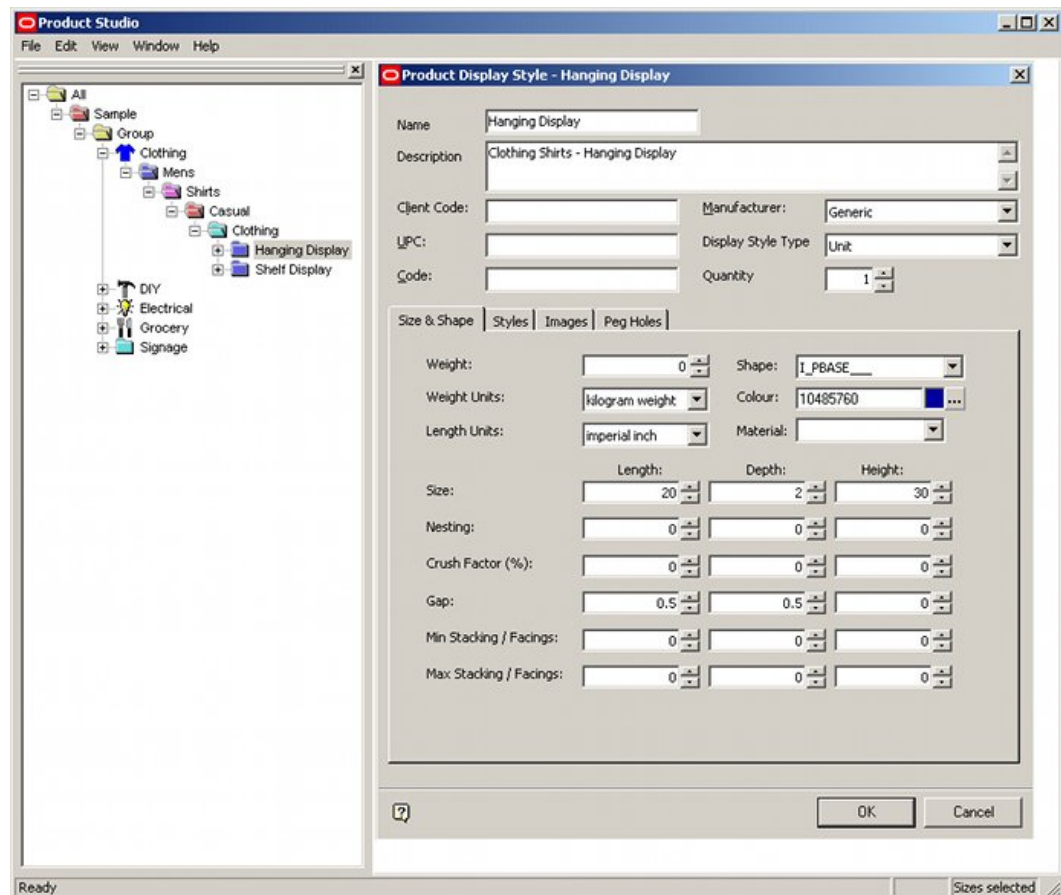 Product Studio
File Edit View Window Help
All
Sample
Group
Clothing
Mens
Shirts
Casual
Clothing
Hanging Display
Shelf Display
DIY
Electrical
Grocery
Signage
Product Display Style - Hanging Display
Name Hanging Display
Description Clothing Shirts - Hanging Display
Client Code: Manufacturer: Generic
UPC: Display Style Type Unit
Code: Quantity 1
Size & Shape Styles Images Peg Holes
Weight: 0 Shape: I_PBASE___
Weight Units: kilogram weight Colour: 10485760 ...
Length Units: imperial inch Material:
Length: Depth: Height:
Size: 20 2 30
Nesting: 0 0 0
Crush Factor (%): 0 0 0
Gap: 0.5 0.5 0
Min Stacking / Facings: 0 0 0
Max Stacking / Facings: 0 0 0
OK Cancel
Ready Sizes selected